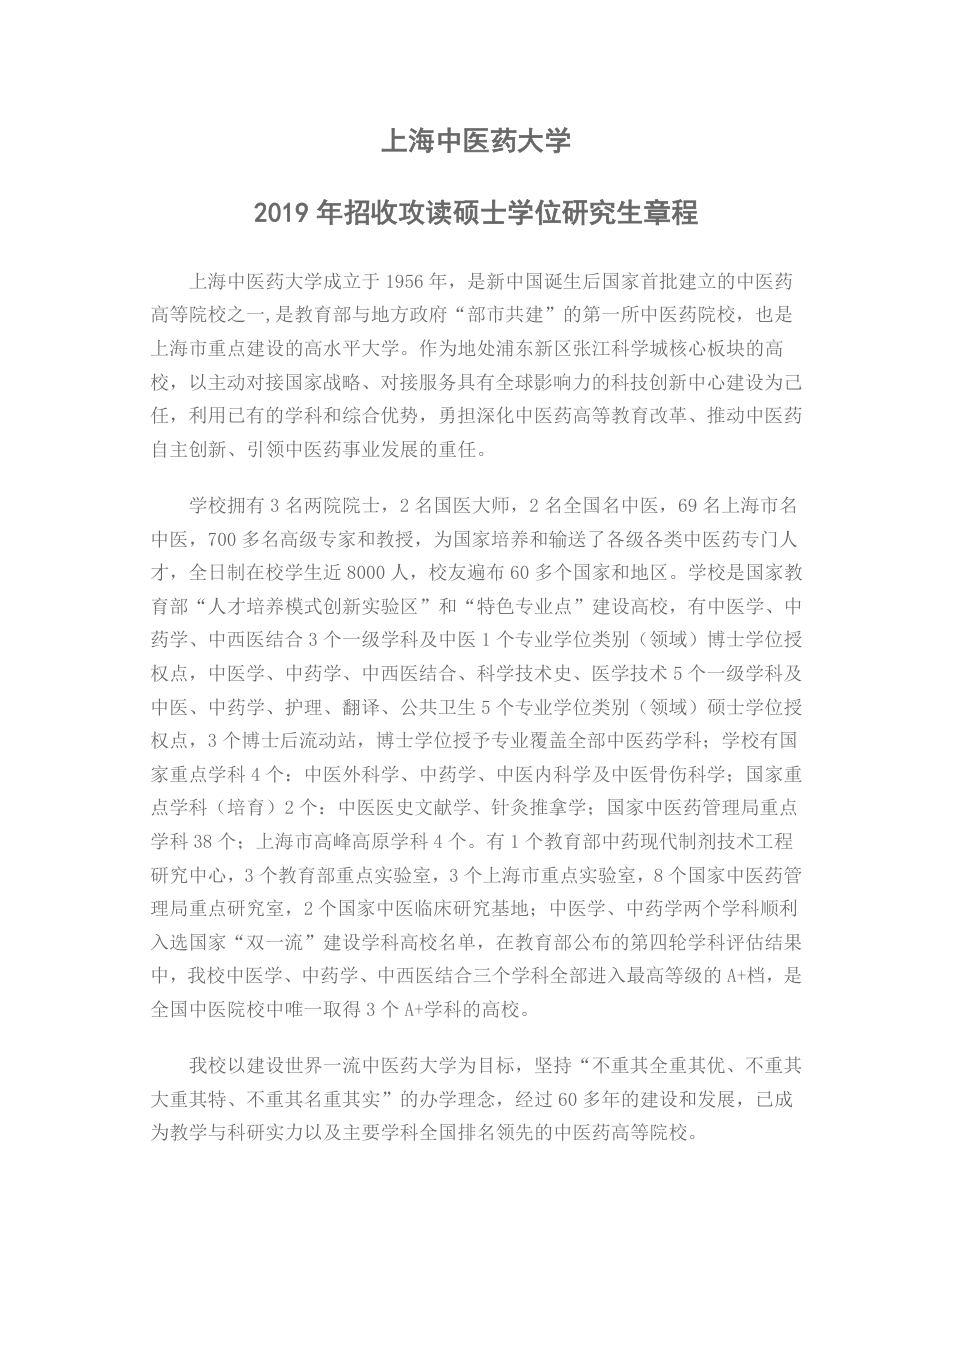 上海中医药大学
2019 年招收攻读硕士学位研究生章程
上海中医药大学成立于 1956 年，是新中国诞生后国家首批建立的中医药
高等院校之一,是教育部与地方政府“部市共建”的第一所中医药院校，也是
上海市重点建设的高水平大学。作为地处浦东新区张江科学城核心板块的高
校，以主动对接国家战略、对接服务具有全球影响力的科技创新中心建设为己
任，利用已有的学科和综合优势，勇担深化中医药高等教育改革、推动中医药
自主创新、引领中医药事业发展的重任。
学校拥有 3 名两院院士，2 名国医大师，2 名全国名中医，69 名上海市名
中医，700 多名高级专家和教授，为国家培养和输送了各级各类中医药专门人
才，全日制在校学生近 8000 人，校友遍布 60 多个国家和地区。学校是国家教
育部“人才培养模式创新实验区”和“特色专业点”建设高校，有中医学、中
药学、中西医结合 3 个一级学科及中医 1 个专业学位类别（领域）博士学位授
权点，中医学、中药学、中西医结合、科学技术史、医学技术 5 个一级学科及
中医、中药学、护理、翻译、公共卫生 5 个专业学位类别（领域）硕士学位授
权点，3 个博士后流动站，博士学位授予专业覆盖全部中医药学科；学校有国
家重点学科 4 个：中医外科学、中药学、中医内科学及中医骨伤科学；国家重
点学科（培育）2 个：中医医史文献学、针灸推拿学；国家中医药管理局重点
学科 38 个；上海市高峰高原学科 4 个。有 1 个教育部中药现代制剂技术工程
研究中心，3 个教育部重点实验室，3 个上海市重点实验室，8 个国家中医药管
理局重点研究室，2 个国家中医临床研究基地；中医学、中药学两个学科顺利
入选国家“双一流”建设学科高校名单，在教育部公布的第四轮学科评估结果
中，我校中医学、中药学、中西医结合三个学科全部进入最高等级的 A+档，是
全国中医院校中唯一取得 3 个 A+学科的高校。
我校以建设世界一流中医药大学为目标，坚持“不重其全重其优、不重其
大重其特、不重其名重其实”的办学理念，经过 60 多年的建设和发展，已成
为教学与科研实力以及主要学科全国排名领先的中医药高等院校。